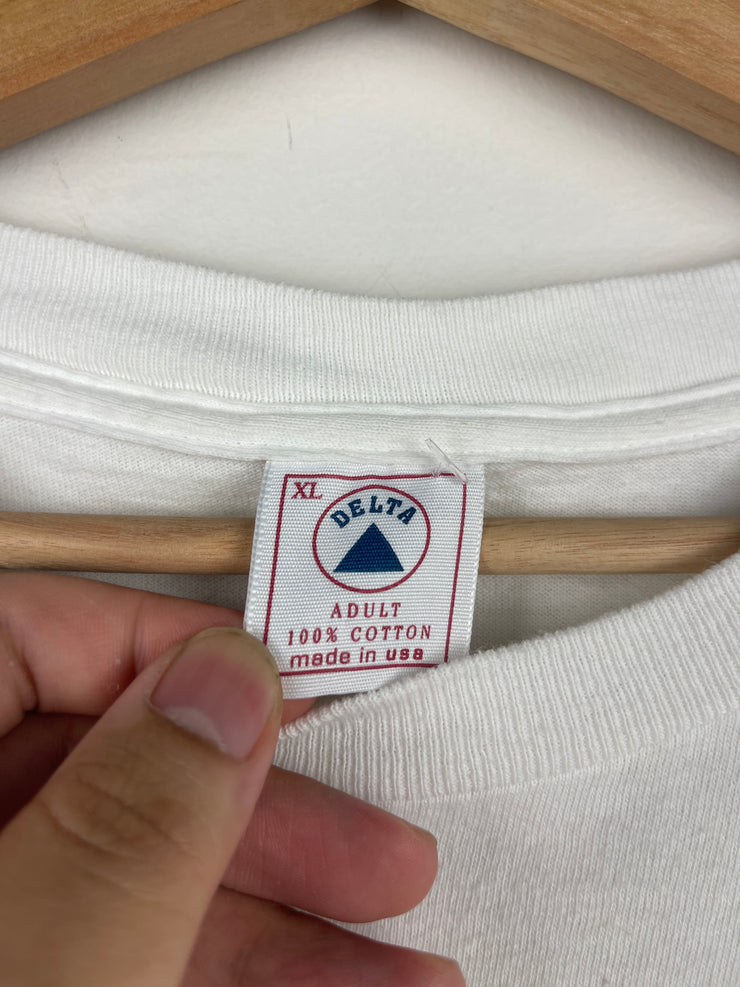 XL
DELTA
ADULT
100% COTTON
made in usa